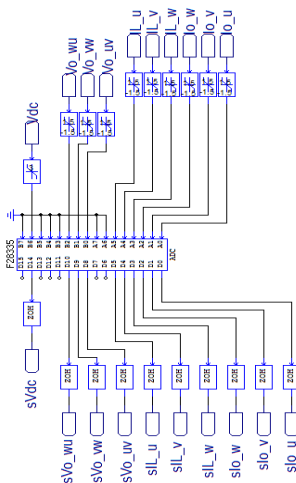 Vdc
Vo_wu
Vo_vw
Vo_uv
IL_u
IL_v
IL_w
Io_w
Io_v
Io_u
F28335
B7 B6 B5 B4 B3 B2 B1 B0 A7 A6 A5 A4 A3 A2 A1 A0
D15 D14 D13 D12 D11 D10 D9 D8 D7 D6 D5 D4 D3 D2 D1 D0
ADC
ZOH
ZOH
ZOH
ZOH
ZOH
ZOH
ZOH
ZOH
ZOH
ZOH
sVdc
sVo_wu
sVo_vw
sVo_uv
sIL_u
sIL_v
sIL_w
sIo_w
sIo_v
sIo_u